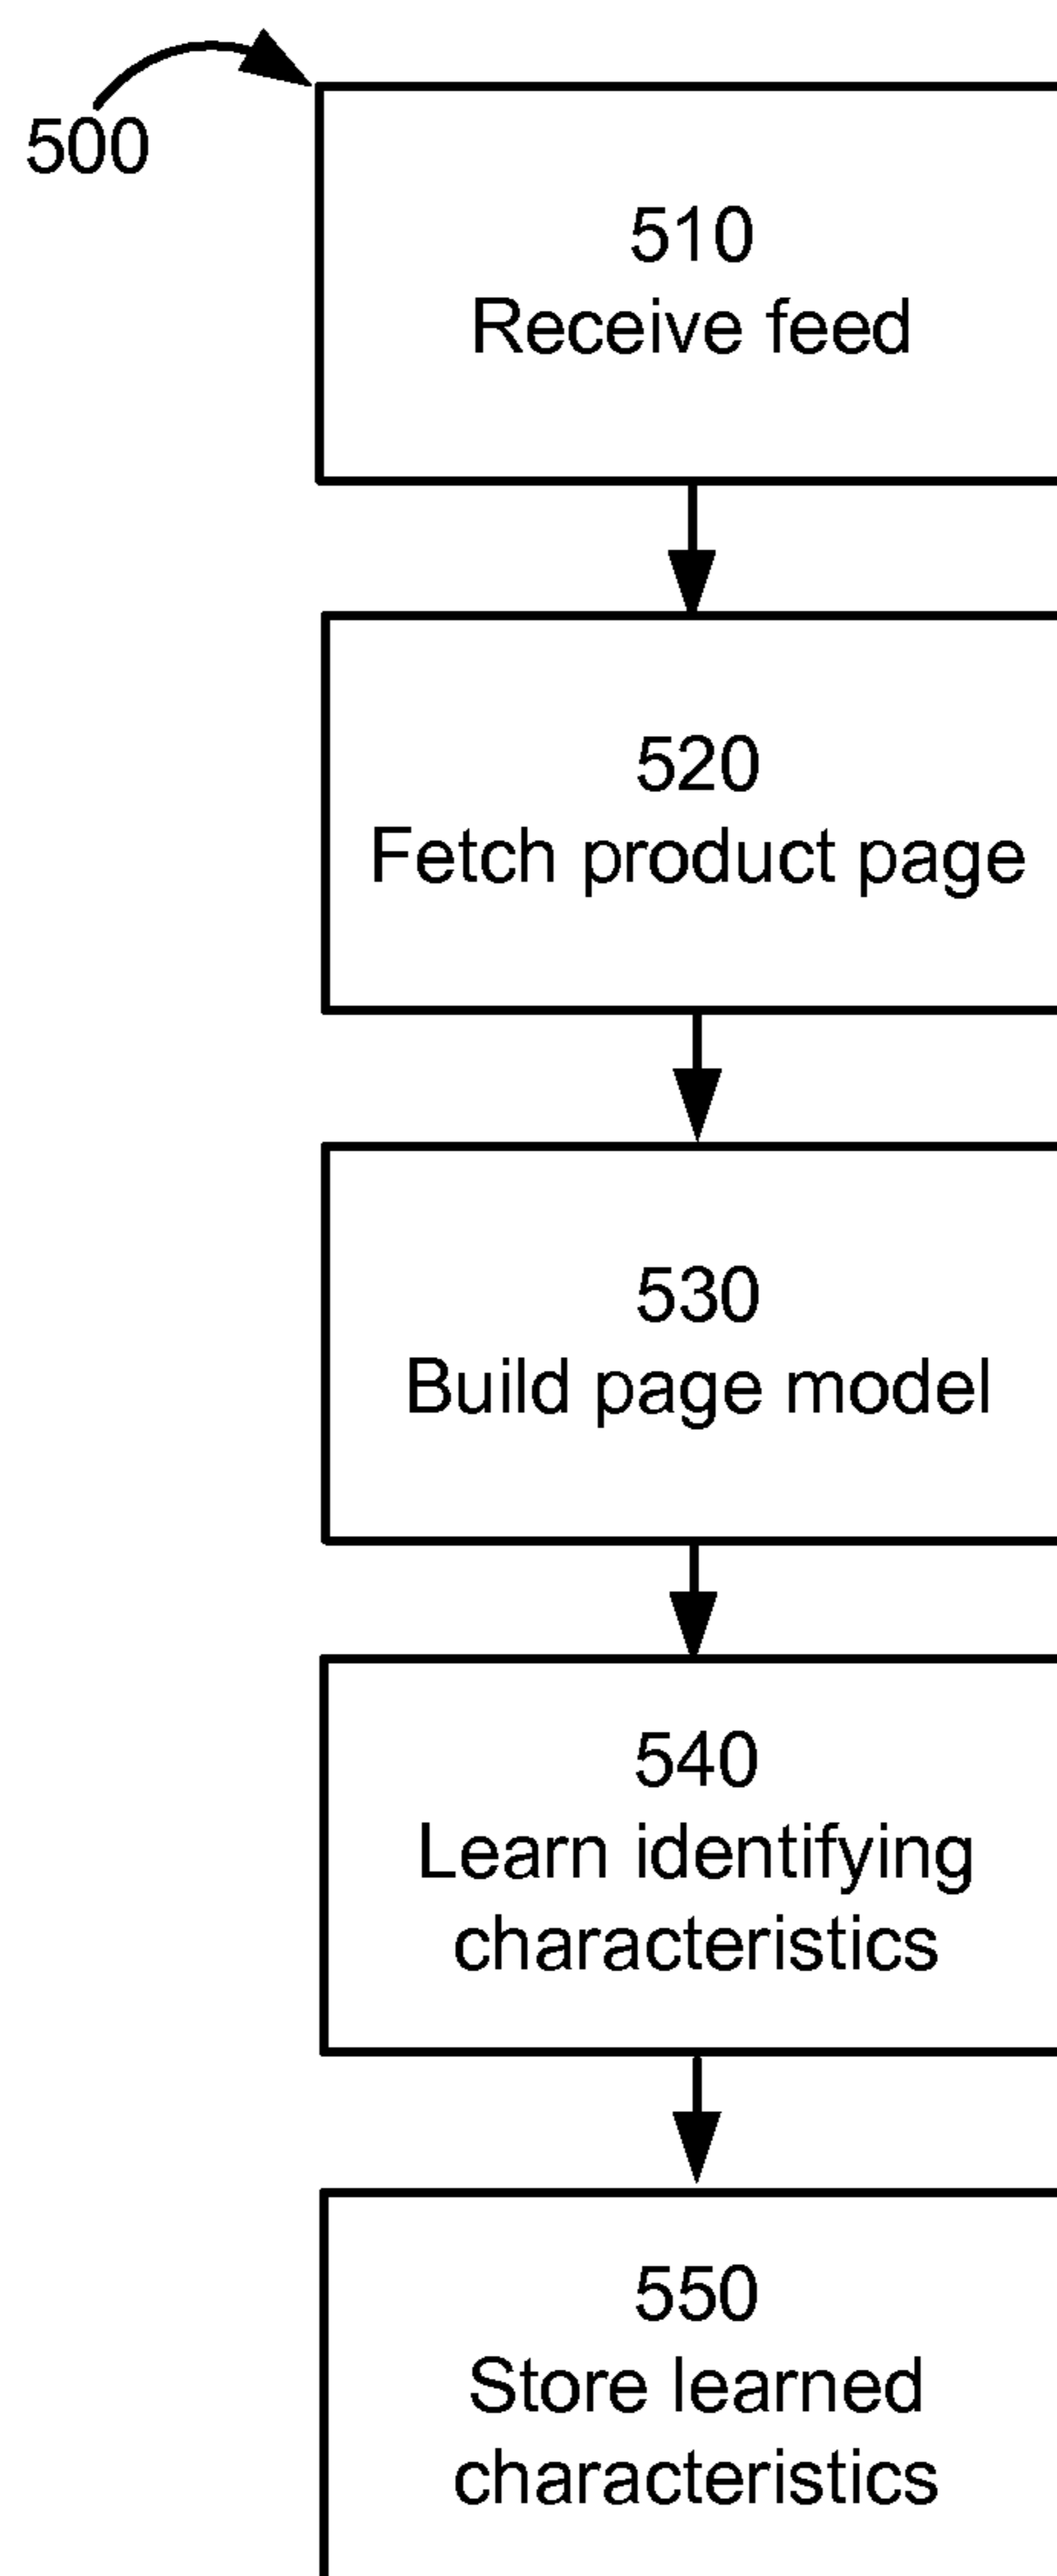 500
510
Receive feed
520
Fetch product page
530
Build page model
540
Learn identifying
characteristics
550
Store learned
characteristics